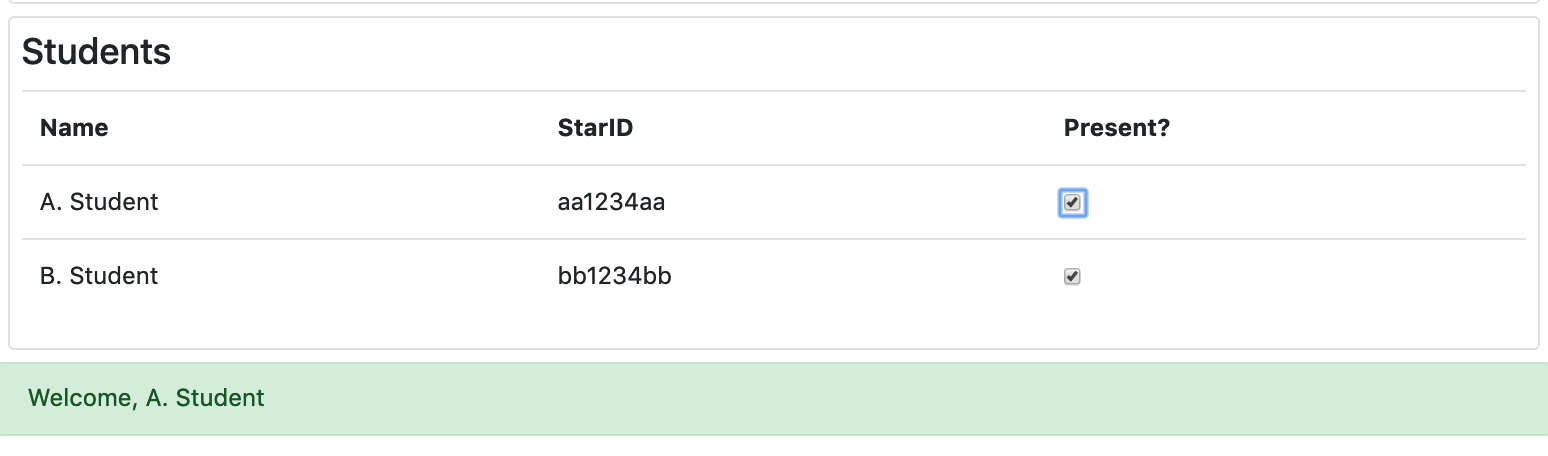 Students
Name StarID Present?
A. Student aa1234aa
B. Student bb1234bb
Welcome, A. Student